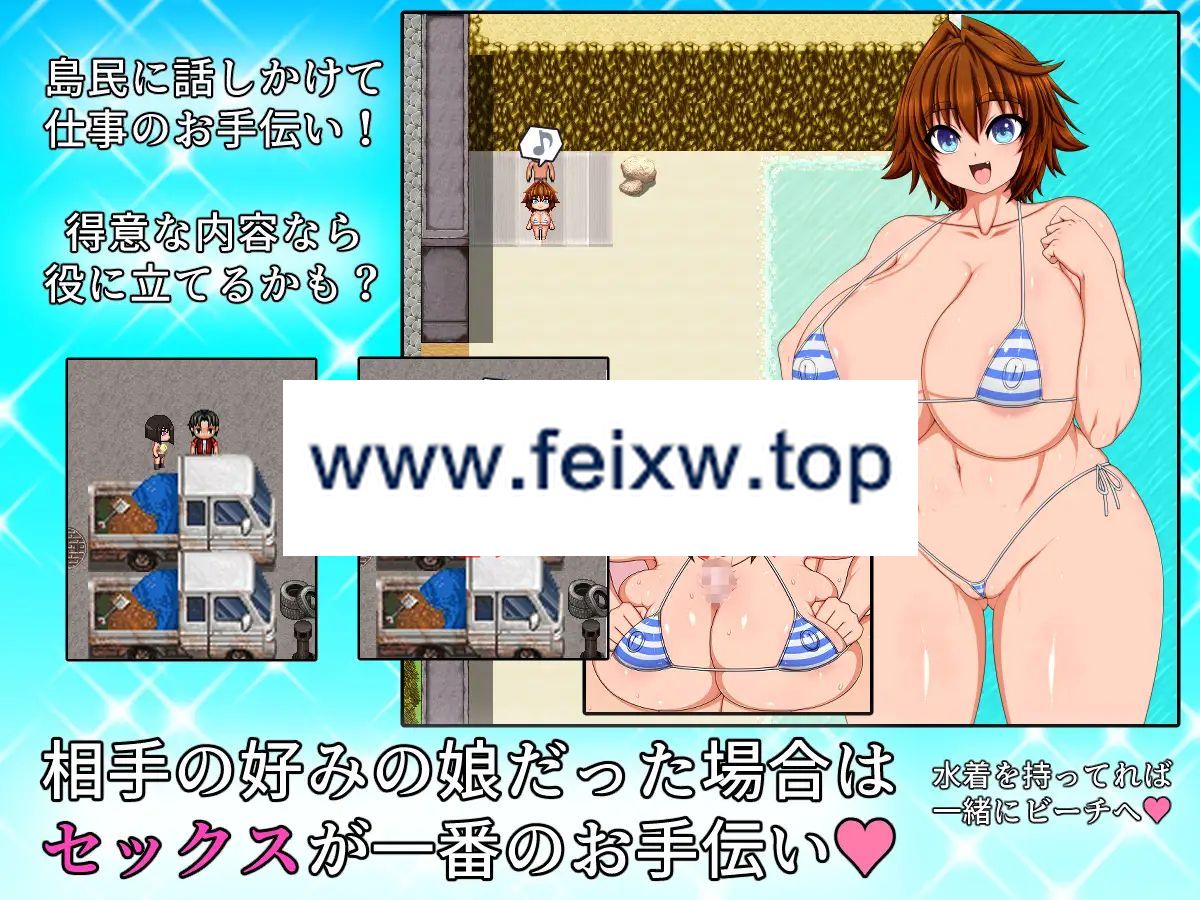 島民に話しかけて
仕事のお手伝い！
得意な内容なら
役に立てるかも？
www.feixw.top
相手の好みの娘だった場合は
セックスが一番のお手伝い♥
水着を持ってれば
一緒にビーチへ♥